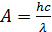 A = hc/λ